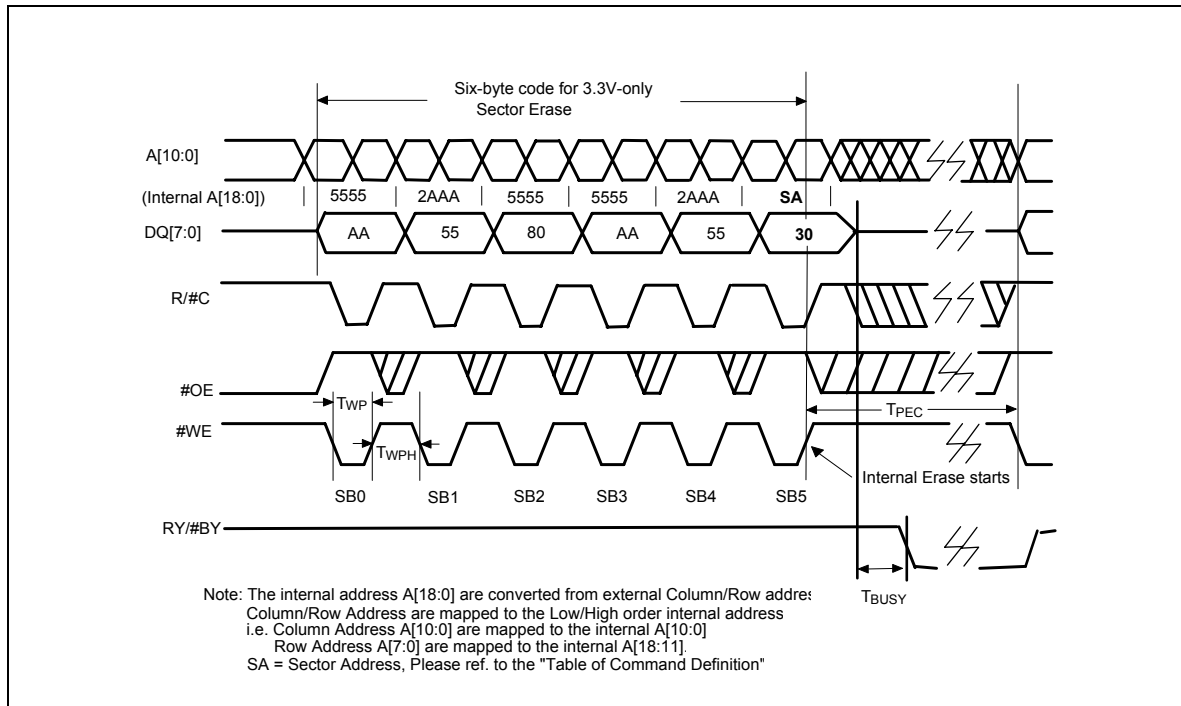 Six-byte code for 3.3V-only
Sector Erase
A[10:0]
(Internal A[18:0])
5555 2AAA 5555 5555 2AAA SA
DQ[7:0]
AA 55 80 AA 55 30
R/#C
#OE
TWP
TPEC
#WE
TWPH
Internal Erase starts
SB0 SB1 SB2 SB3 SB4 SB5
RY/#BY
TBUSY
Note: The internal address A[18:0] are converted from external Column/Row
Column/Row Address are mapped to the Low/High order internal address
i.e. Column Address A[10:0] are mapped to the internal A[10:0]
Row Address A[7:0] are mapped to the internal A[18:11].
SA = Sector Address, Please ref. to the "Table of Command Definition"